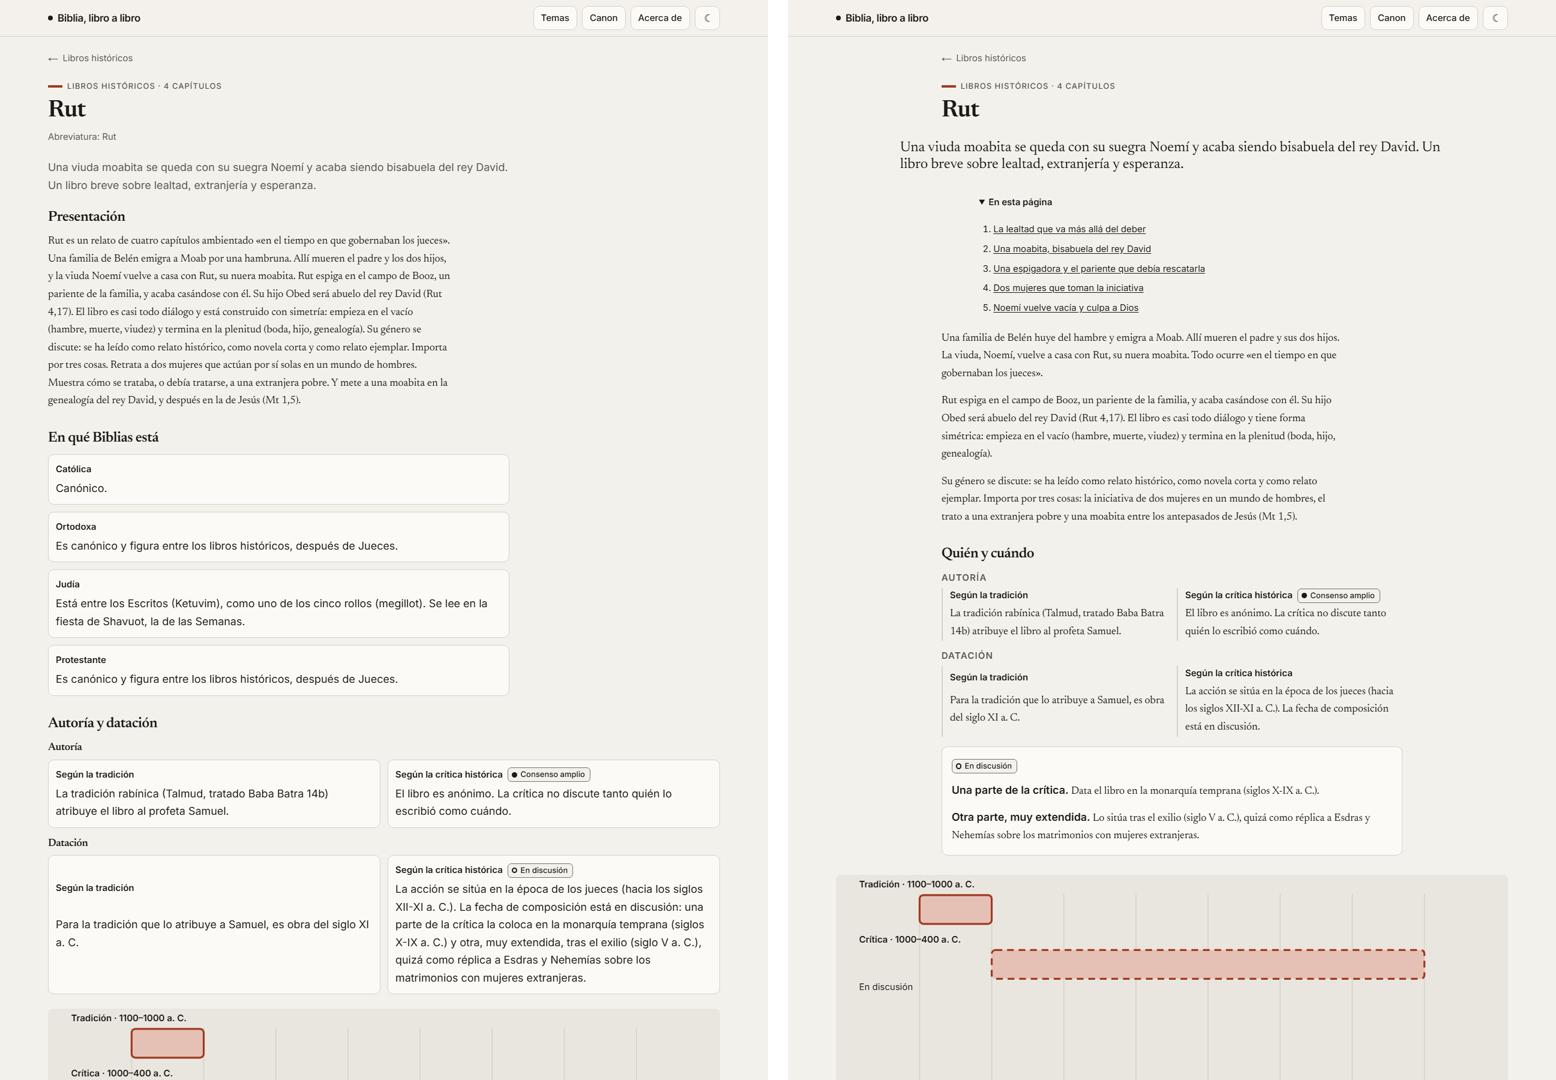 Biblia, libro a libro
Temas
Canon
Acerca de
← Libros históricos
LIBROS HISTÓRICOS · 4 CAPÍTULOS
Rut
Abreviatura: Rut
Una viuda moabita se queda con su suegra Noemí y acaba siendo bisabuela del rey David.
Un libro breve sobre lealtad, extranjería y esperanza.
Presentación
Rut es un relato de cuatro capítulos ambientado «en el tiempo en que gobernaban los jueces».
Una familia de Belén emigra a Moab por una hambruna. Allí mueren el padre y los dos hijos,
y la viuda Noemí vuelve a casa con Rut, su nuera moabita. Rut espiga en el campo de Booz, un
pariente de la familia, y acaba casándose con él. Su hijo Obed será abuelo del rey David (Rut
4,17). El libro es casi todo diálogo y está construido con simetría: empieza en el vacío
(hambre, muerte, viudez) y termina en la plenitud (boda, hijo, genealogía). Su género se
discute: se ha leído como relato histórico, como novela corta y como relato ejemplar. Importa
por tres cosas. Retrata a dos mujeres que actúan por sí solas en un mundo de hombres.
Muestra cómo se trataba, o debía tratarse, a una extranjera pobre. Y mete a una moabita en la
genealogía del rey David, y después en la de Jesús (Mt 1,5).
En qué Biblias está
Católica
Canónico.
Ortodoxa
Es canónico y figura entre los libros históricos, después de Jueces.
Judía
Está entre los Escritos (Ketuvim), como uno de los cinco rollos (megillot). Se lee en la
fiesta de Shavuot, la de las Semanas.
Protestante
Es canónico y figura entre los libros históricos, después de Jueces.
Autoría y datación
Autoría
Según la tradición
La tradición rabínica (Talmud, tratado Baba Batra 14b)
atribuye el libro al profeta Samuel.
Según la crítica histórica Consenso amplio
El libro es anónimo. La crítica no discute tanto quién lo
escribió como cuándo.
Datación
Según la tradición
Para la tradición que lo atribuye a Samuel, es obra del siglo XI
a. C.
Según la crítica histórica En discusión
La acción se sitúa en la época de los jueces (hacia los siglos
XII-XI a. C.). La fecha de composición está en discusión: una
parte de la crítica la coloca en la monarquía temprana (siglos
X-IX a. C.) y otra, muy extendida, tras el exilio (siglo V a. C.),
quizá como réplica a Esdras y Nehemías sobre los
matrimonios con mujeres extranjeras.
Tradición · 1100–1000 a. C.
Crítica · 1000–400 a. C.
Biblia, libro a libro
Temas
Canon
Acerca de
← Libros históricos
LIBROS HISTÓRICOS · 4 CAPÍTULOS
Rut
Una viuda moabita se queda con su suegra Noemí y acaba siendo bisabuela del rey David. Un
libro breve sobre lealtad, extranjería y esperanza.
▼ En esta página
1. La lealtad que va más allá del deber
2. Una moabita, bisabuela del rey David
3. Una espigadora y el pariente que debía rescatarla
4. Dos mujeres que toman la iniciativa
5. Noemí vuelve vacía y culpa a Dios
Una familia de Belén huye del hambre y emigra a Moab. Allí mueren el padre y sus dos hijos.
La viuda, Noemí, vuelve a casa con Rut, su nuera moabita. Todo ocurre «en el tiempo en que
gobernaban los jueces».
Rut espiga en el campo de Booz, un pariente de la familia, y acaba casándose con él. Su hijo
Obed será abuelo del rey David (Rut 4,17). El libro es casi todo diálogo y tiene forma
simétrica: empieza en el vacío (hambre, muerte, viudez) y termina en la plenitud (boda, hijo,
genealogía).
Su género se discute: se ha leído como relato histórico, como novela corta y como relato
ejemplar. Importa por tres cosas: la iniciativa de dos mujeres en un mundo de hombres, el
trato a una extranjera pobre y una moabita entre los antepasados de Jesús (Mt 1,5).
Quién y cuándo
AUTORÍA
Según la tradición
La tradición rabínica (Talmud, tratado Baba Batra
14b) atribuye el libro al profeta Samuel.
Según la crítica histórica Consenso amplio
El libro es anónimo. La crítica no discute tanto
quién lo escribió como cuándo.
DATACIÓN
Según la tradición
Para la tradición que lo atribuye a Samuel, es obra
del siglo XI a. C.
Según la crítica histórica
La acción se sitúa en la época de los jueces (hacia
los siglos XII-XI a. C.). La fecha de composición
está en discusión.
En discusión
Una parte de la crítica. Data el libro en la monarquía temprana (siglos X-IX a. C.).
Otra parte, muy extendida. Lo sitúa tras el exilio (siglo V a. C.), quizá como réplica a Esdras y
Nehemías sobre los matrimonios con mujeres extranjeras.
Tradición · 1100–1000 a. C.
Crítica · 1000–400 a. C.
En discusión